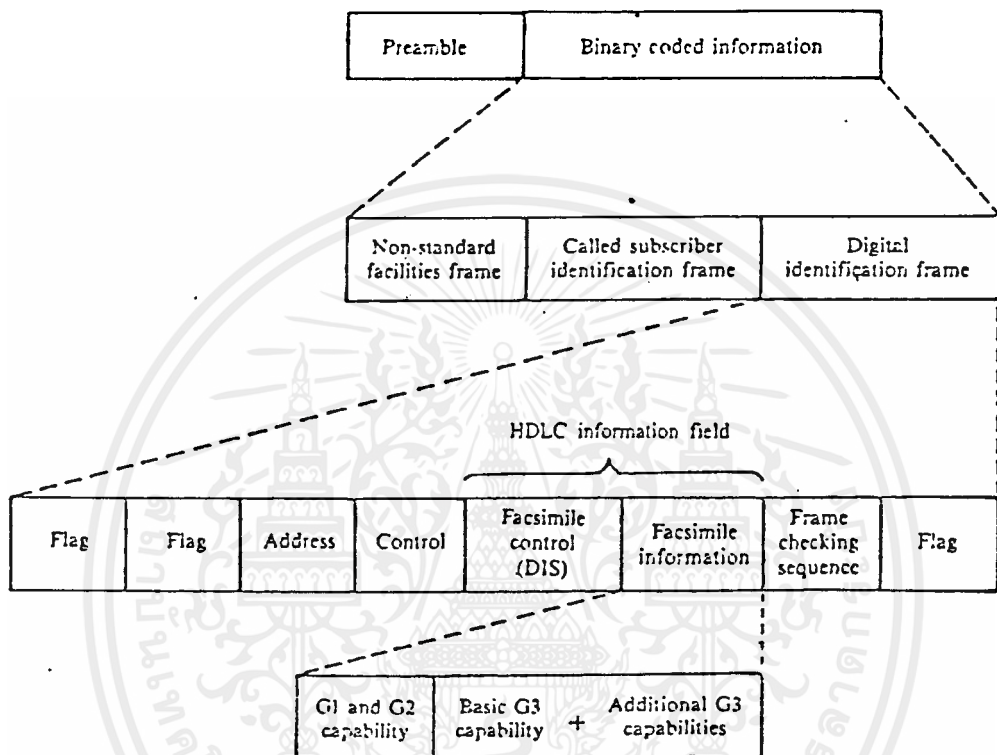 Preamble
Binary coded information
Non-standard
facilities frame
Called subscriber
identification frame
Digital
identification frame
HDLC information field
Flag
Flag
Address
Control
Facsimile
control
(DIS)
Facsimile
information
Frame
checking
sequence
Flag
G1 and G2
capability
Basic G3
capability
+
Additional G3
capabilities